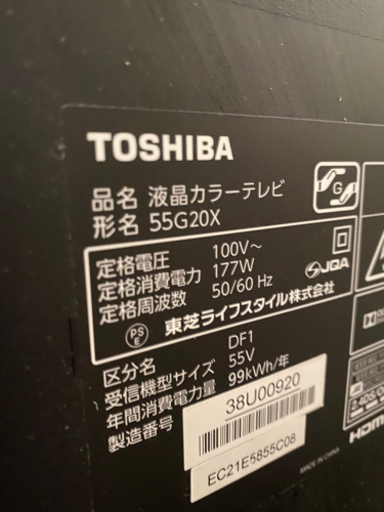 TOSHIBA
品名 液晶カラーテレビ
形名 55G20X
G
定格電圧 100V～
定格消費電力 177W
定格周波数 50/60 Hz
JQA
PS
E
東芝ライフスタイル株式会社
区分名 DF1
受信機型サイズ 55V
年間消費電力量 99kWh/年
製造番号 38U00920
EC21E5855C08
MADE IN CHINA